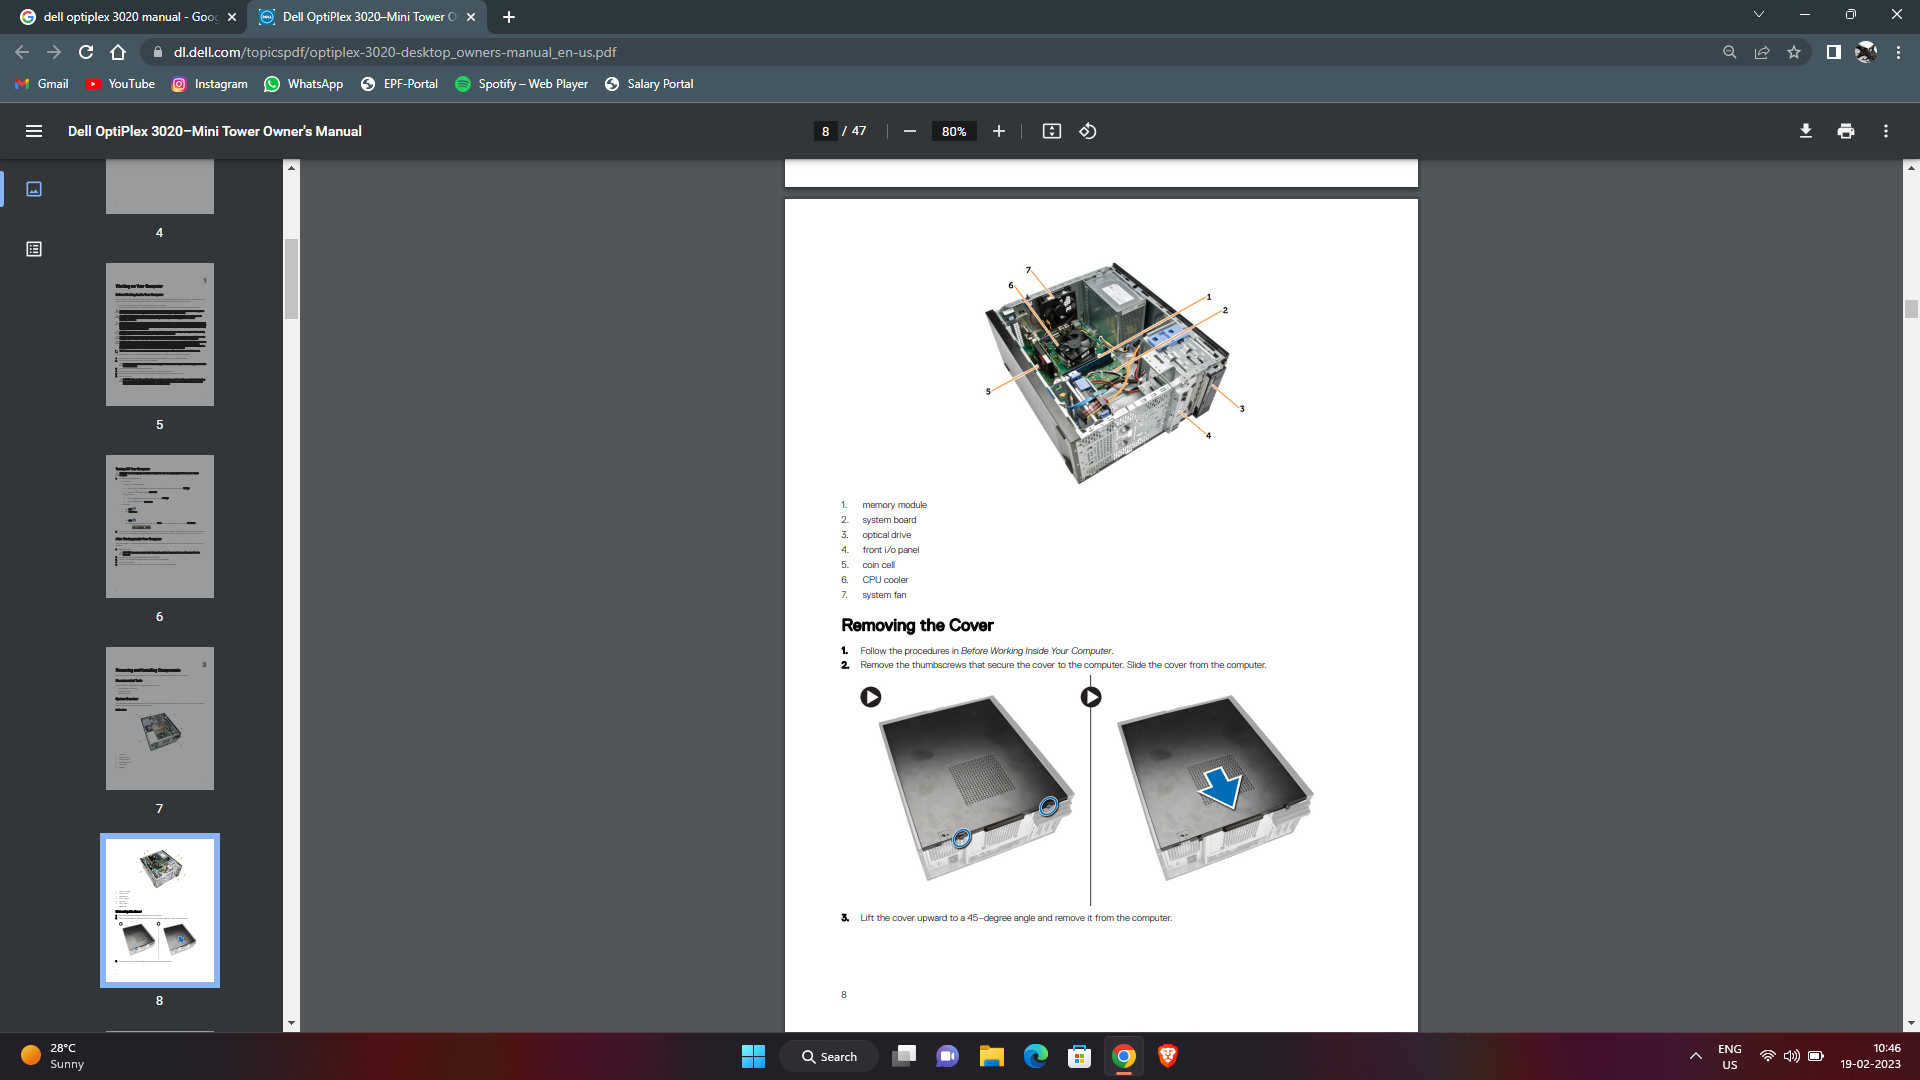 dell optiplex 3020 manual - Goog
Dell OptiPlex 3020–Mini Tower O
dl.dell.com/topicspdf/optiplex-3020-desktop_owners-manual_en-us.pdf
Gmail
YouTube
Instagram
WhatsApp
EPF-Portal
Spotify – Web Player
Salary Portal
Dell OptiPlex 3020–Mini Tower Owner's Manual
8 / 47
80%
4
5
6
7
8
7
6
1
2
5
3
4
1. memory module
2. system board
3. optical drive
4. front i/o panel
5. coin cell
6. CPU cooler
7. system fan
Removing the Cover
1. Follow the procedures in Before Working Inside Your Computer.
2. Remove the thumbscrews that secure the cover to the computer. Slide the cover from the computer.
3. Lift the cover upward to a 45–degree angle and remove it from the computer.
8
28°C
Sunny
Search
ENG
US
10:46
19-02-2023